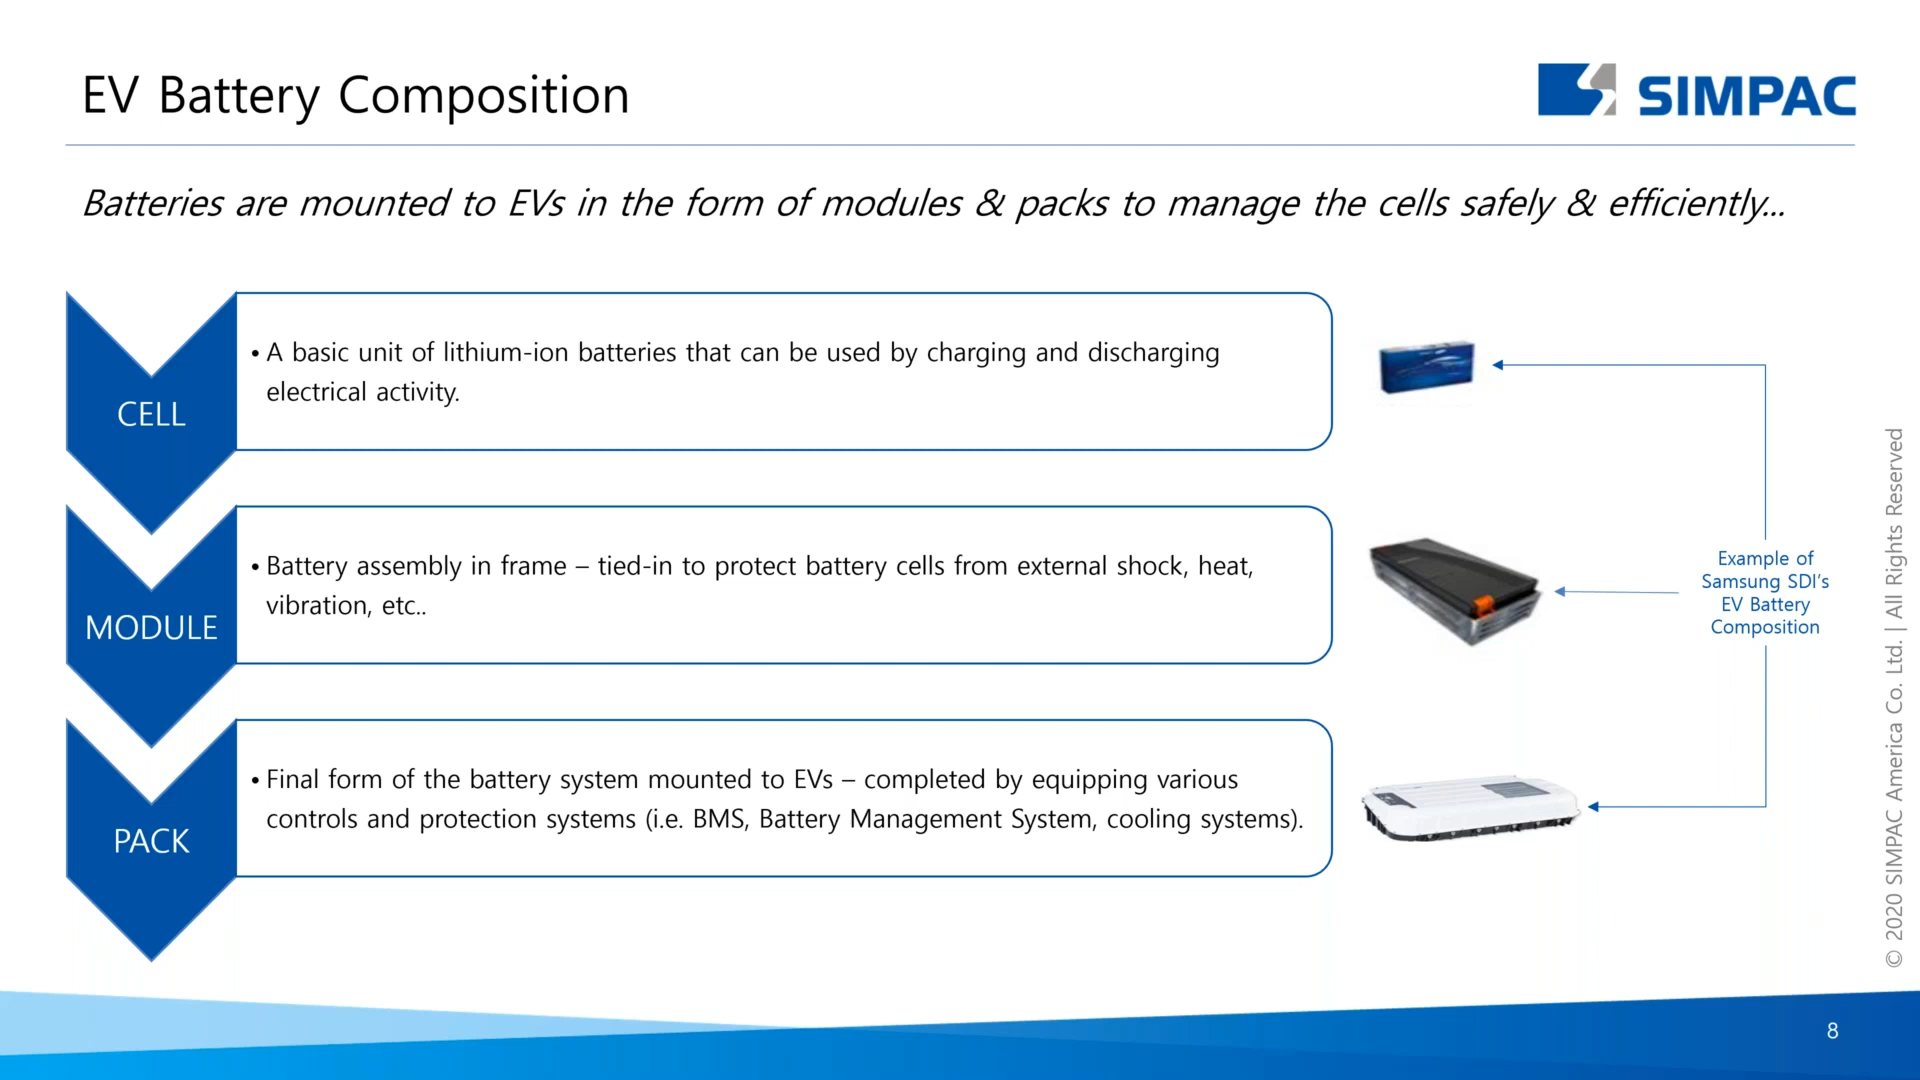 EV Battery Composition
SIMPAC
Batteries are mounted to EVs in the form of modules & packs to manage the cells safely & efficiently...
CELL
• A basic unit of lithium-ion batteries that can be used by charging and discharging
electrical activity.
MODULE
• Battery assembly in frame – tied-in to protect battery cells from external shock, heat,
vibration, etc..
PACK
• Final form of the battery system mounted to EVs – completed by equipping various
controls and protection systems (i.e. BMS, Battery Management System, cooling systems).
Example of
Samsung SDI's
EV Battery
Composition
© 2020 SIMPAC America Co. Ltd. | All Rights Reserved
8